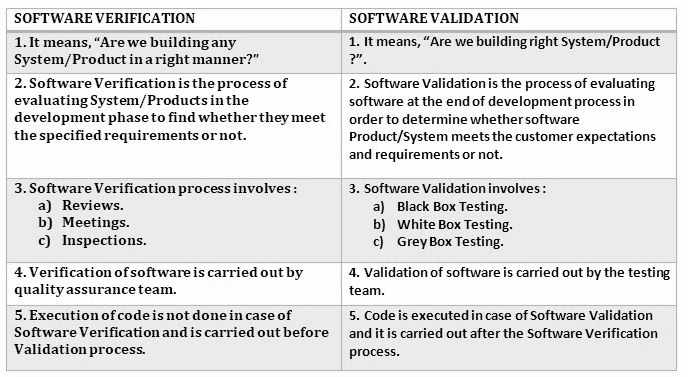 SOFTWARE VERIFICATION
SOFTWARE VALIDATION
1. It means, “Are we building any
System/Product in a right manner?”
1. It means, “Are we building right System/Product
?”.
2. Software Verification is the process of
evaluating System/Products in the
development phase to find whether they meet
the specified requirements or not.
2. Software Validation is the process of evaluating
software at the end of development process in
order to determine whether software
Product/System meets the customer expectations
and requirements or not.
3. Software Verification process involves :
a) Reviews.
b) Meetings.
c) Inspections.
3. Software Validation involves :
a) Black Box Testing.
b) White Box Testing.
c) Grey Box Testing.
4. Verification of software is carried out by
quality assurance team.
4. Validation of software is carried out by the testing
team.
5. Execution of code is not done in case of
Software Verification and is carried out before
Validation process.
5. Code is executed in case of Software Validation
and it is carried out after the Software Verification
process.